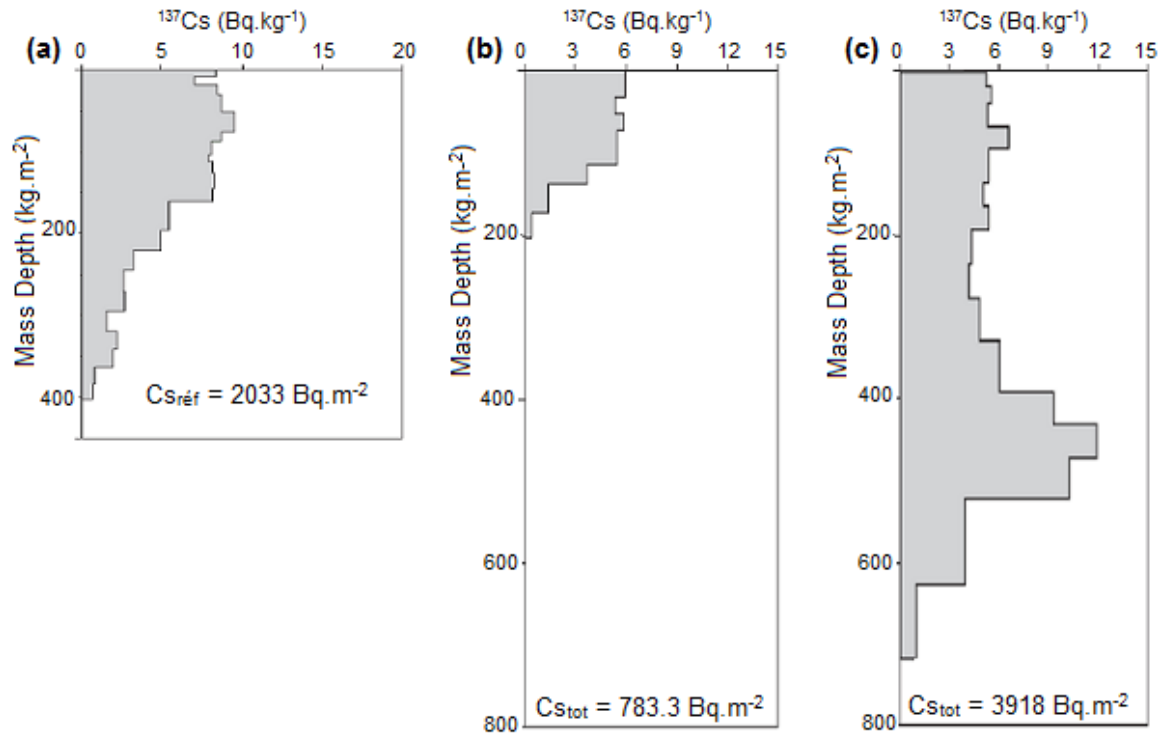 (a)
¹³⁷Cs (Bq.kg⁻¹)
0 5 10 15 20
Mass Depth (kg.m⁻²)
200
400
Csréf = 2033 Bq.m⁻²
(b)
¹³⁷Cs (Bq.kg⁻¹)
0 3 6 9 12 15
Mass Depth (kg.m⁻²)
200
400
600
800
Cstot = 783.3 Bq.m⁻²
(c)
¹³⁷Cs (Bq.kg⁻¹)
0 3 6 9 12 15
Mass Depth (kg.m⁻²)
200
400
600
800
Cstot = 3918 Bq.m⁻²